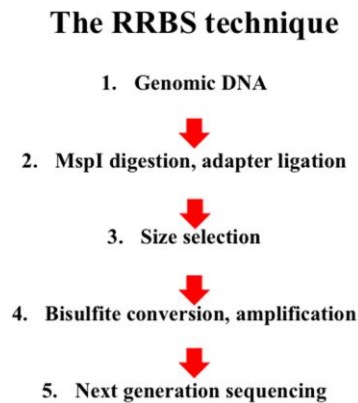 The RRBS technique
1. Genomic DNA
2. MspI digestion, adapter ligation
3. Size selection
4. Bisulfite conversion, amplification
5. Next generation sequencing